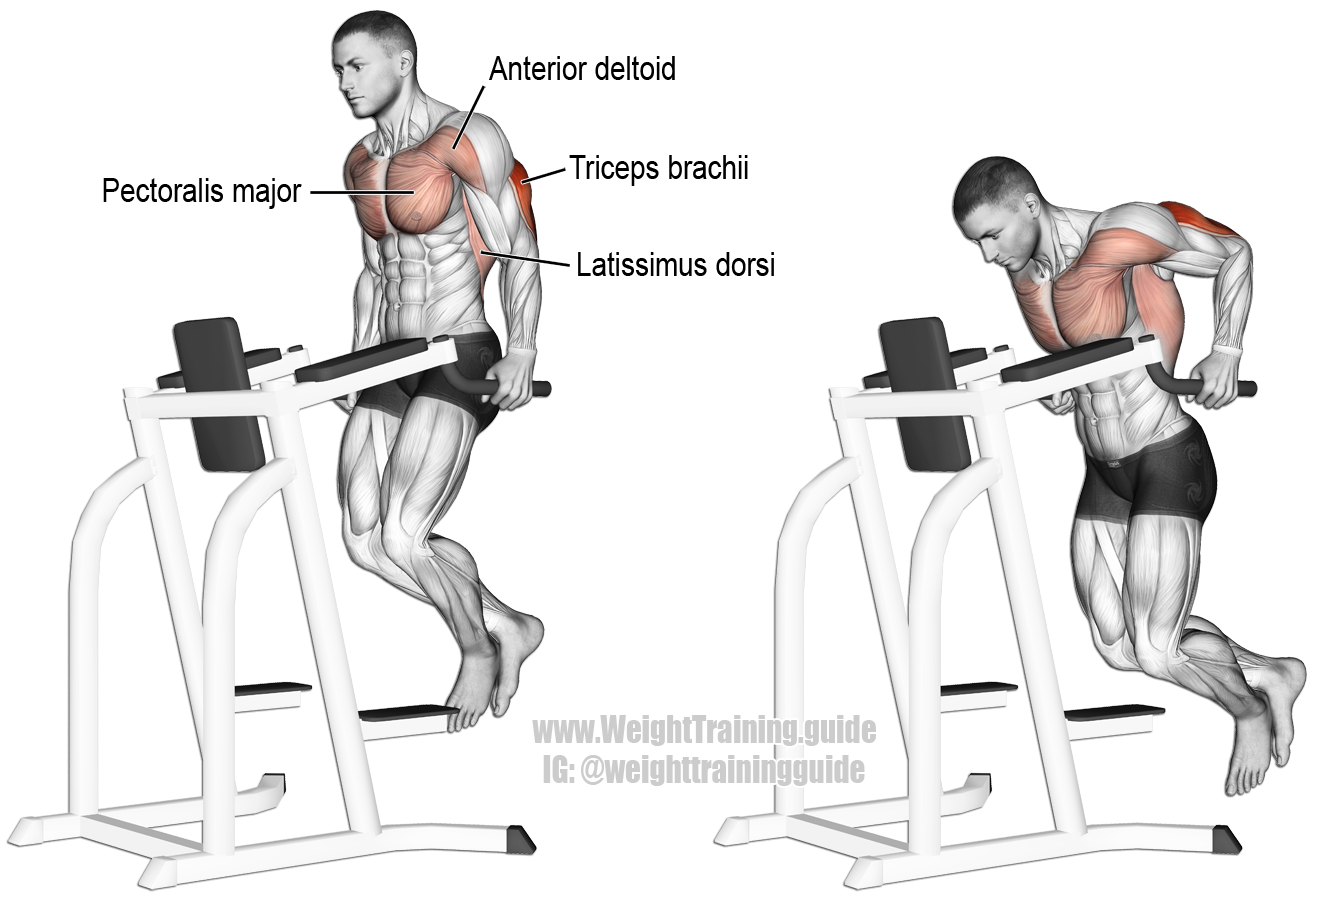 Anterior deltoid
Triceps brachii
Pectoralis major
Latissimus dorsi
www.WeightTraining.guide
IG: @weighttrainingguide